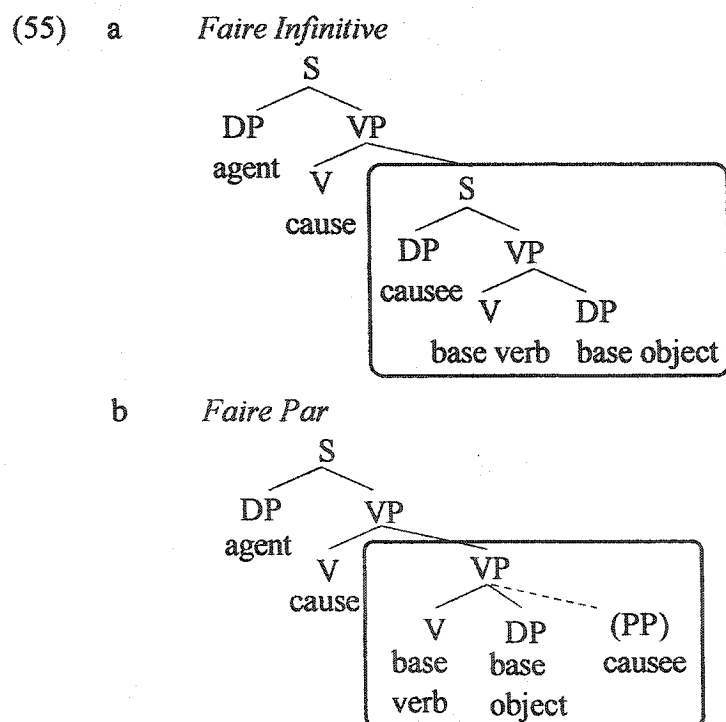 (55) a Faire Infinitive
S
DP VP
agent V S
cause DP VP
causee V DP
base verb base object
b Faire Par
S
DP VP
agent V VP
cause V DP (PP)
base base causee
verb object